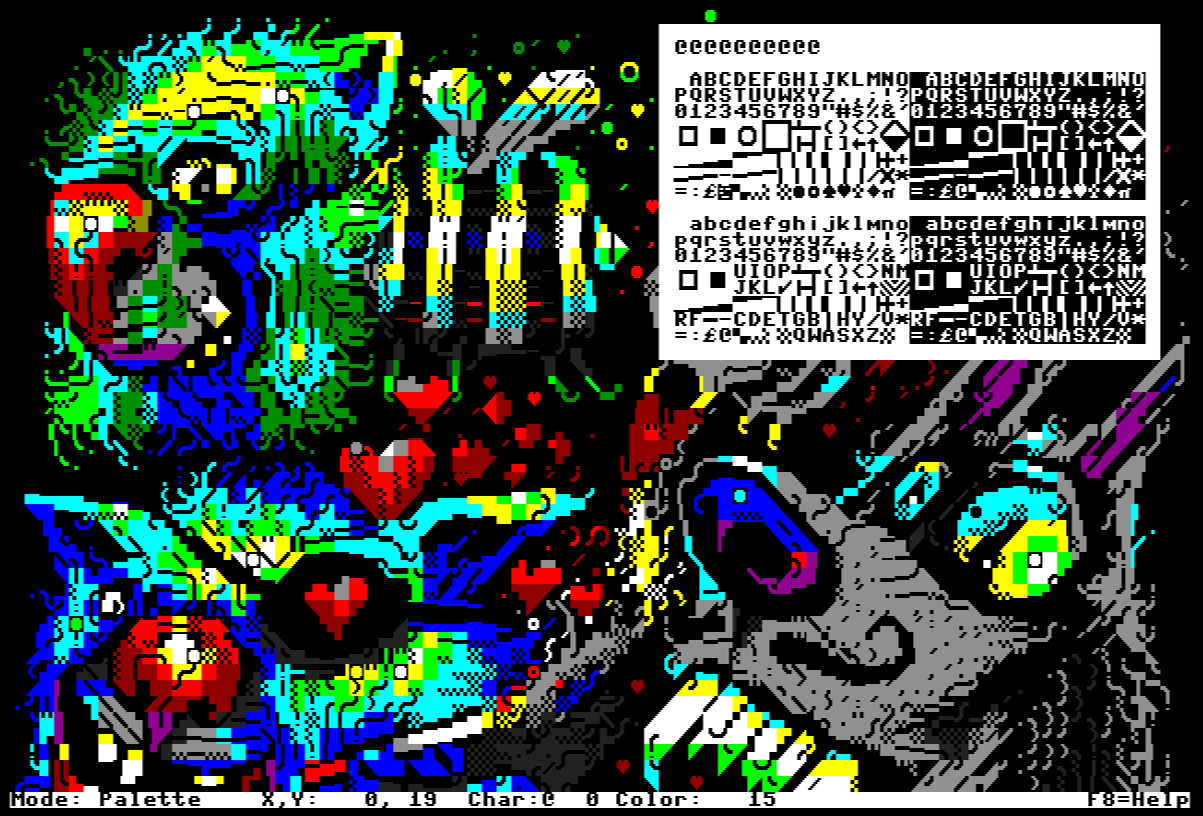 @@@@@@@@@@
ABCDEFGHIJKLMNO ABCDEFGHIJKLMNO
PQRSTUVWXYZ.,;!? PQRSTUVWXYZ.,;!?
0123456789"#$%&' 0123456789"#$%&'
()<> ()<>
[]←↑ []←↑
/X* /X*
=:£@ =:£@
abcdefghijklmno abcdefghijklmno
pqrstuvwxyz.,;!? pqrstuvwxyz.,;!?
0123456789"#$%&' 0123456789"#$%&'
UIOP ()<>NM UIOP ()<>NM
JKL✓ []←↑ JKL✓ []←↑
RF CDETGB HY/V* RF CDETGB HY/V*
=:£@ QWASXZ =:£@ QWASXZ
Mode: Palette X,Y: 0, 19 Char:@ 0 Color: 15 F8=Help